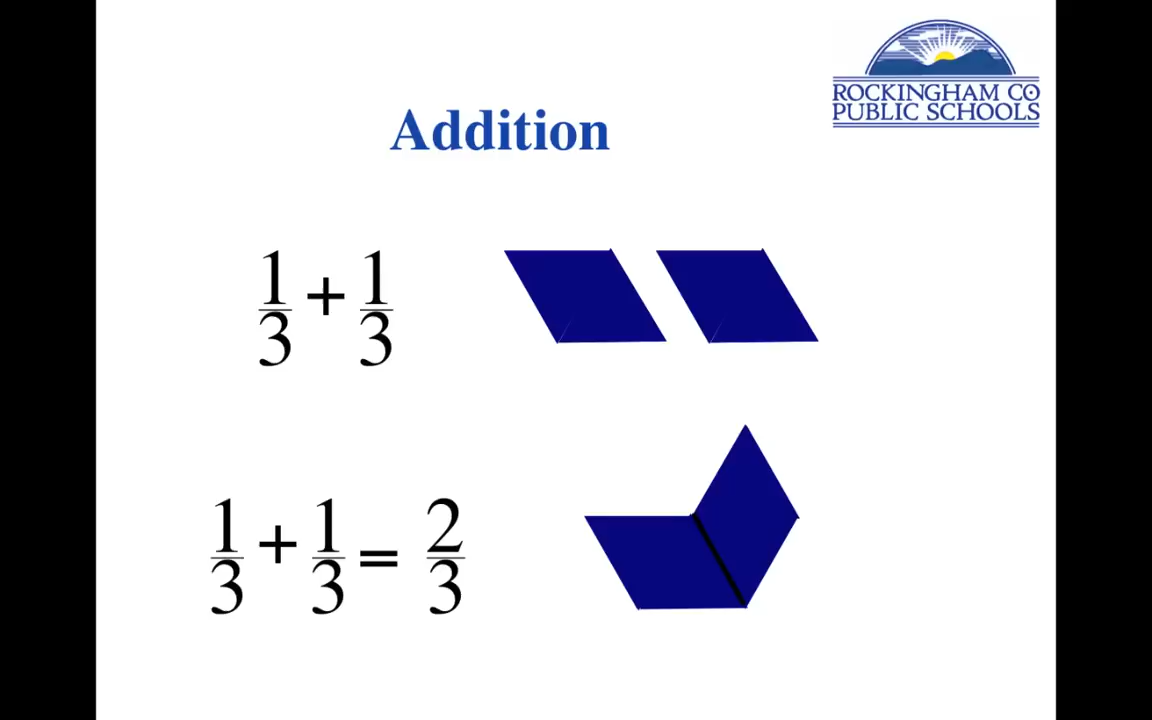 ROCKINGHAM CO
PUBLIC SCHOOLS
Addition
1/3 + 1/3
1/3 + 1/3 = 2/3